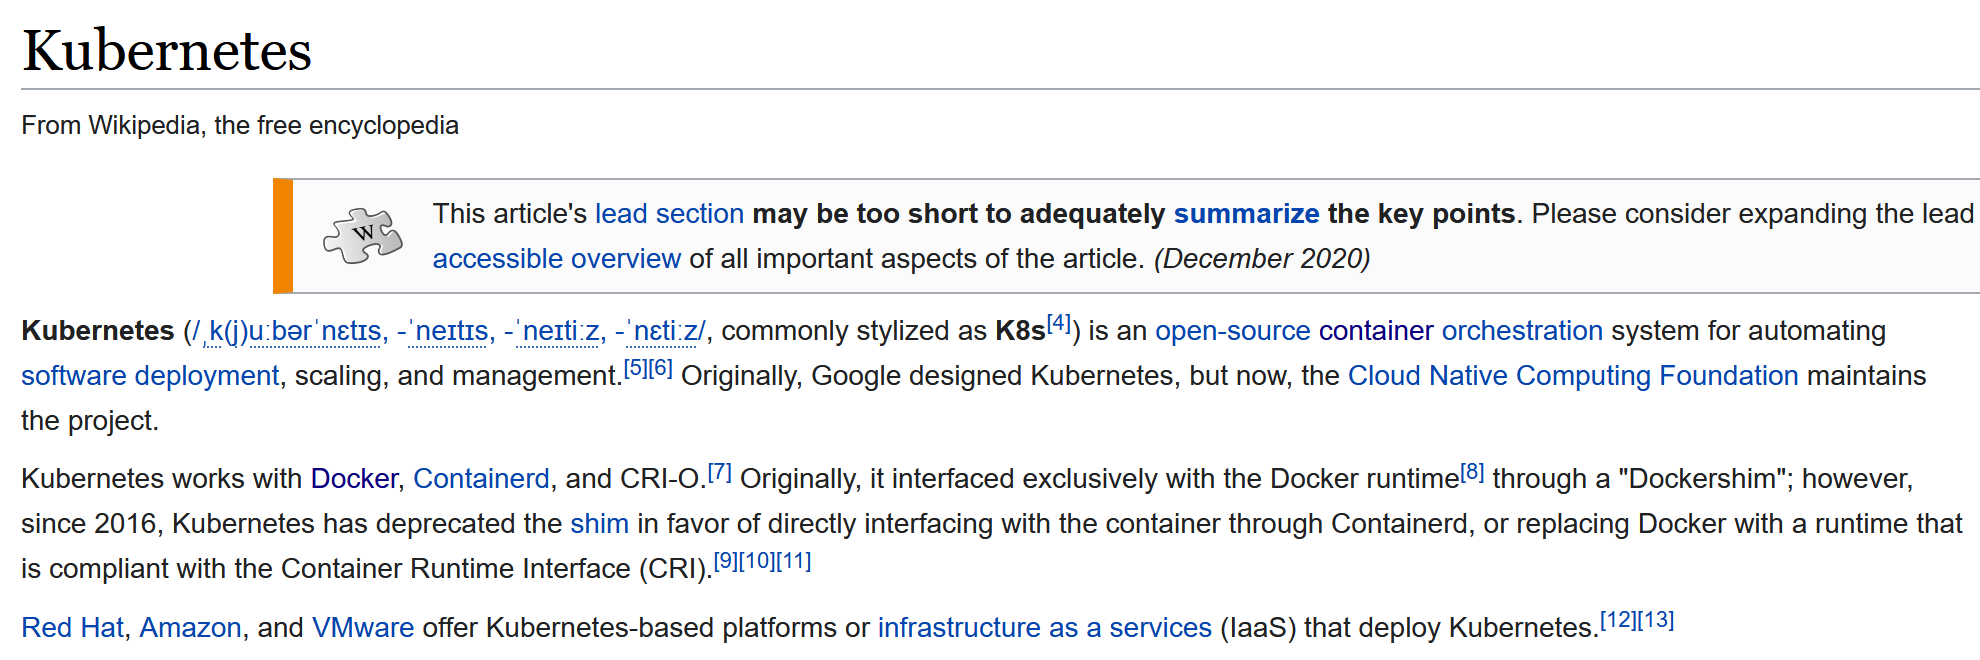 Kubernetes
From Wikipedia, the free encyclopedia
W
This article's lead section may be too short to adequately summarize the key points. Please consider expanding the lead
accessible overview of all important aspects of the article. (December 2020)
Kubernetes (/ˌk(j)uːbərˈnɛtɪs, -ˈneɪtɪs, -ˈneɪtiːz, -ˈnɛtiːz/, commonly stylized as K8s[4]) is an open-source container orchestration system for automating
software deployment, scaling, and management.[5][6] Originally, Google designed Kubernetes, but now, the Cloud Native Computing Foundation maintains
the project.
Kubernetes works with Docker, Containerd, and CRI-O.[7] Originally, it interfaced exclusively with the Docker runtime[8] through a "Dockershim"; however,
since 2016, Kubernetes has deprecated the shim in favor of directly interfacing with the container through Containerd, or replacing Docker with a runtime that
is compliant with the Container Runtime Interface (CRI).[9][10][11]
Red Hat, Amazon, and VMware offer Kubernetes-based platforms or infrastructure as a services (IaaS) that deploy Kubernetes.[12][13]